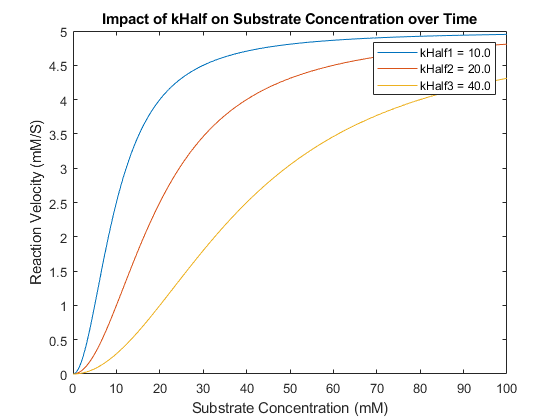 Impact of kHalf on Substrate Concentration over Time
5
4.5
4
3.5
3
2.5
2
1.5
1
0.5
0
Reaction Velocity (mM/S)
kHalf1 = 10.0
kHalf2 = 20.0
kHalf3 = 40.0
0 10 20 30 40 50 60 70 80 90 100
Substrate Concentration (mM)